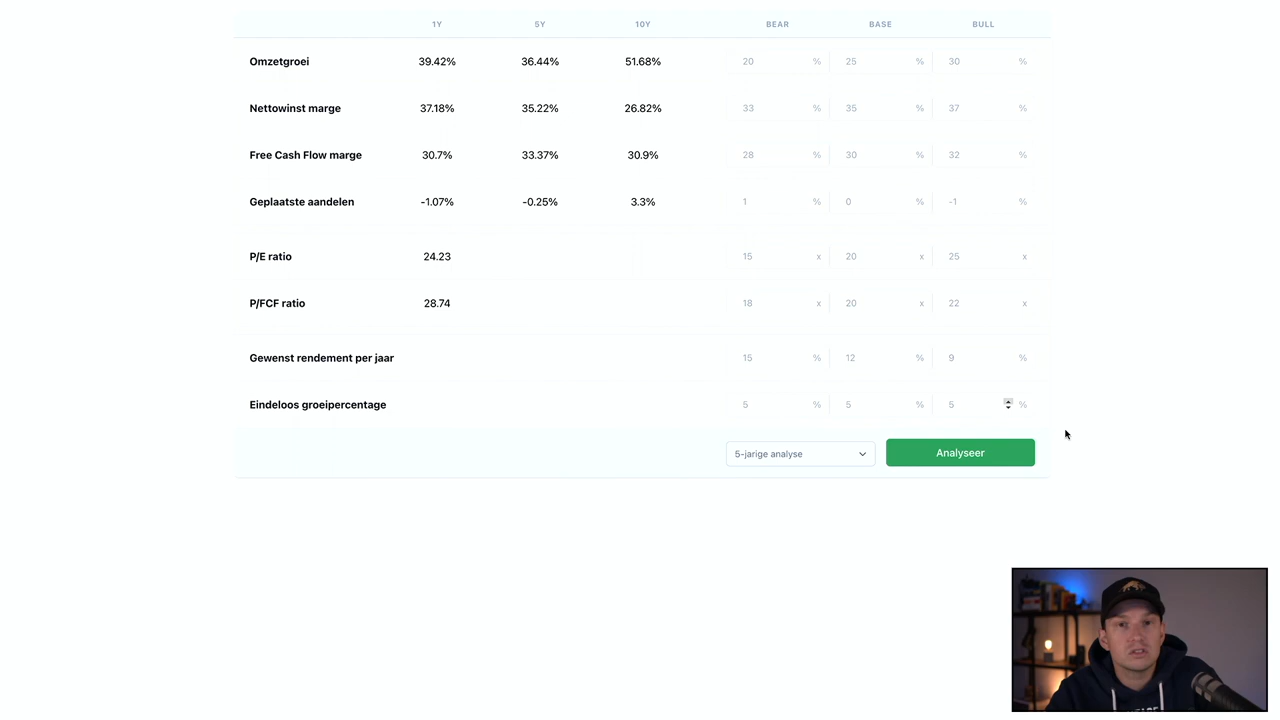 1Y 5Y 10Y BEAR BASE BULL
Omzetgroei 39.42% 36.44% 51.68% 20 % 25 % 30 %
Nettowinst marge 37.18% 35.22% 26.82% 33 % 35 % 37 %
Free Cash Flow marge 30.7% 33.37% 30.9% 28 % 30 % 32 %
Geplaatste aandelen -1.07% -0.25% 3.3% 1 % 0 % -1 %
P/E ratio 24.23 15 x 20 x 25 x
P/FCF ratio 28.74 18 x 20 x 22 x
Gewenst rendement per jaar 15 % 12 % 9 %
Eindeloos groeipercentage 5 % 5 % 5 %
5-jarige analyse Analyseer